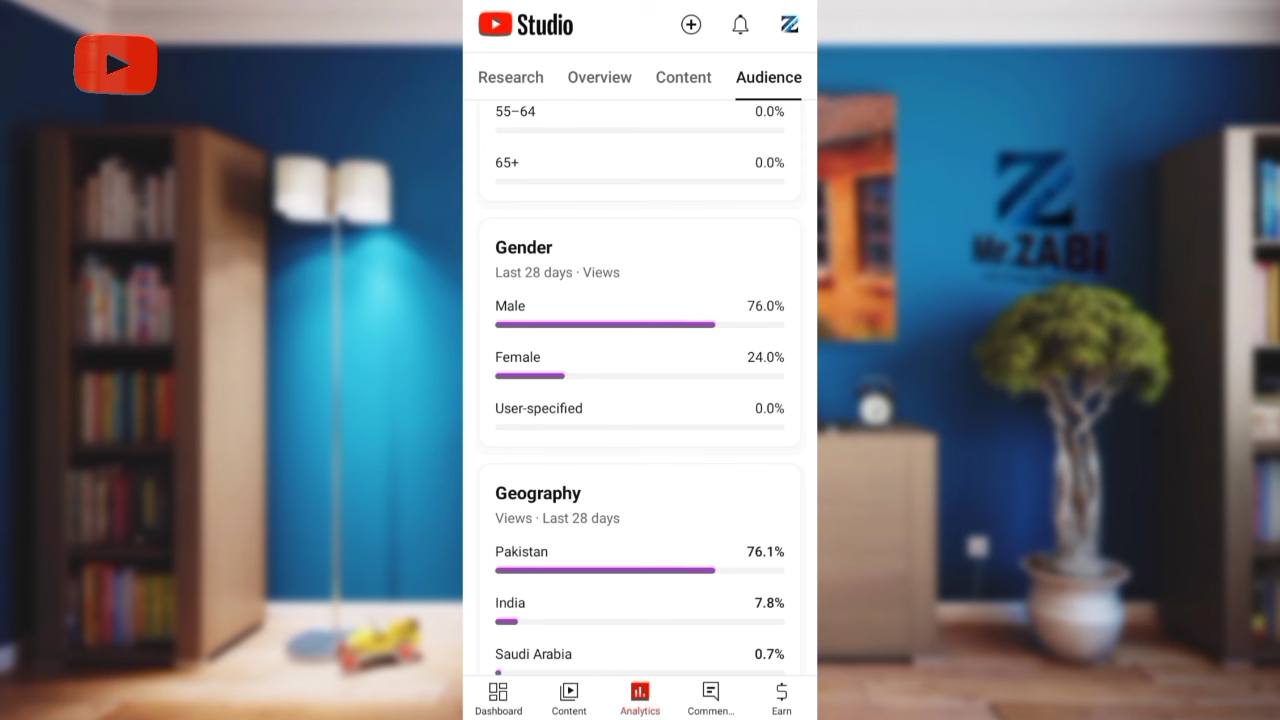 Studio
Research Overview Content Audience
55–64 0.0%
65+ 0.0%
Gender
Last 28 days · Views
Male 76.0%
Female 24.0%
User-specified 0.0%
Geography
Views · Last 28 days
Pakistan 76.1%
India 7.8%
Saudi Arabia 0.7%
Dashboard Content Analytics Commen... Earn
Mr.ZABi